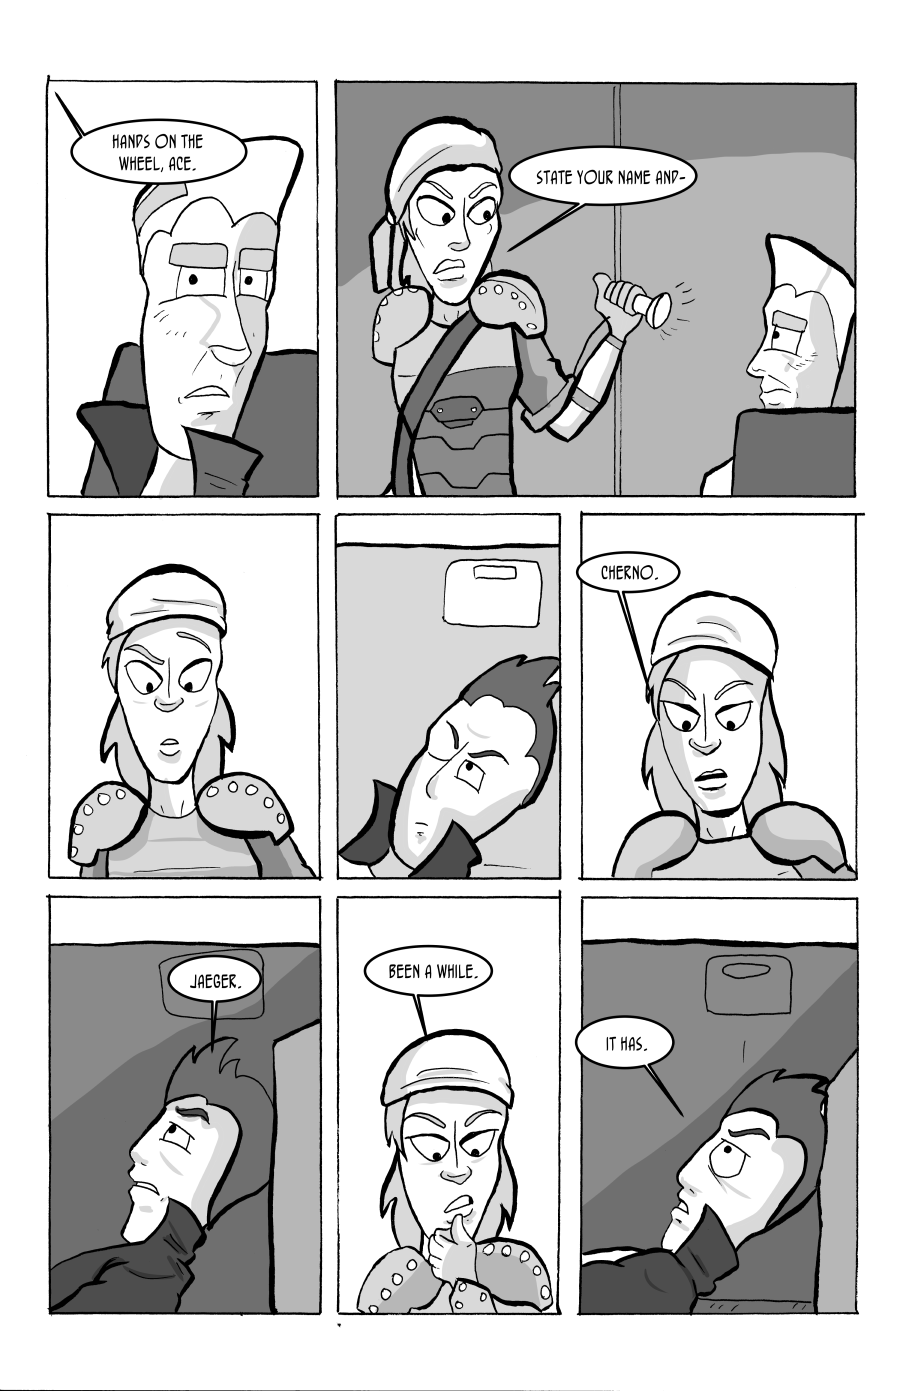 HANDS ON THE
WHEEL, ACE.
STATE YOUR NAME AND-
CHERNO.
JAEGER.
BEEN A WHILE.
IT HAS.